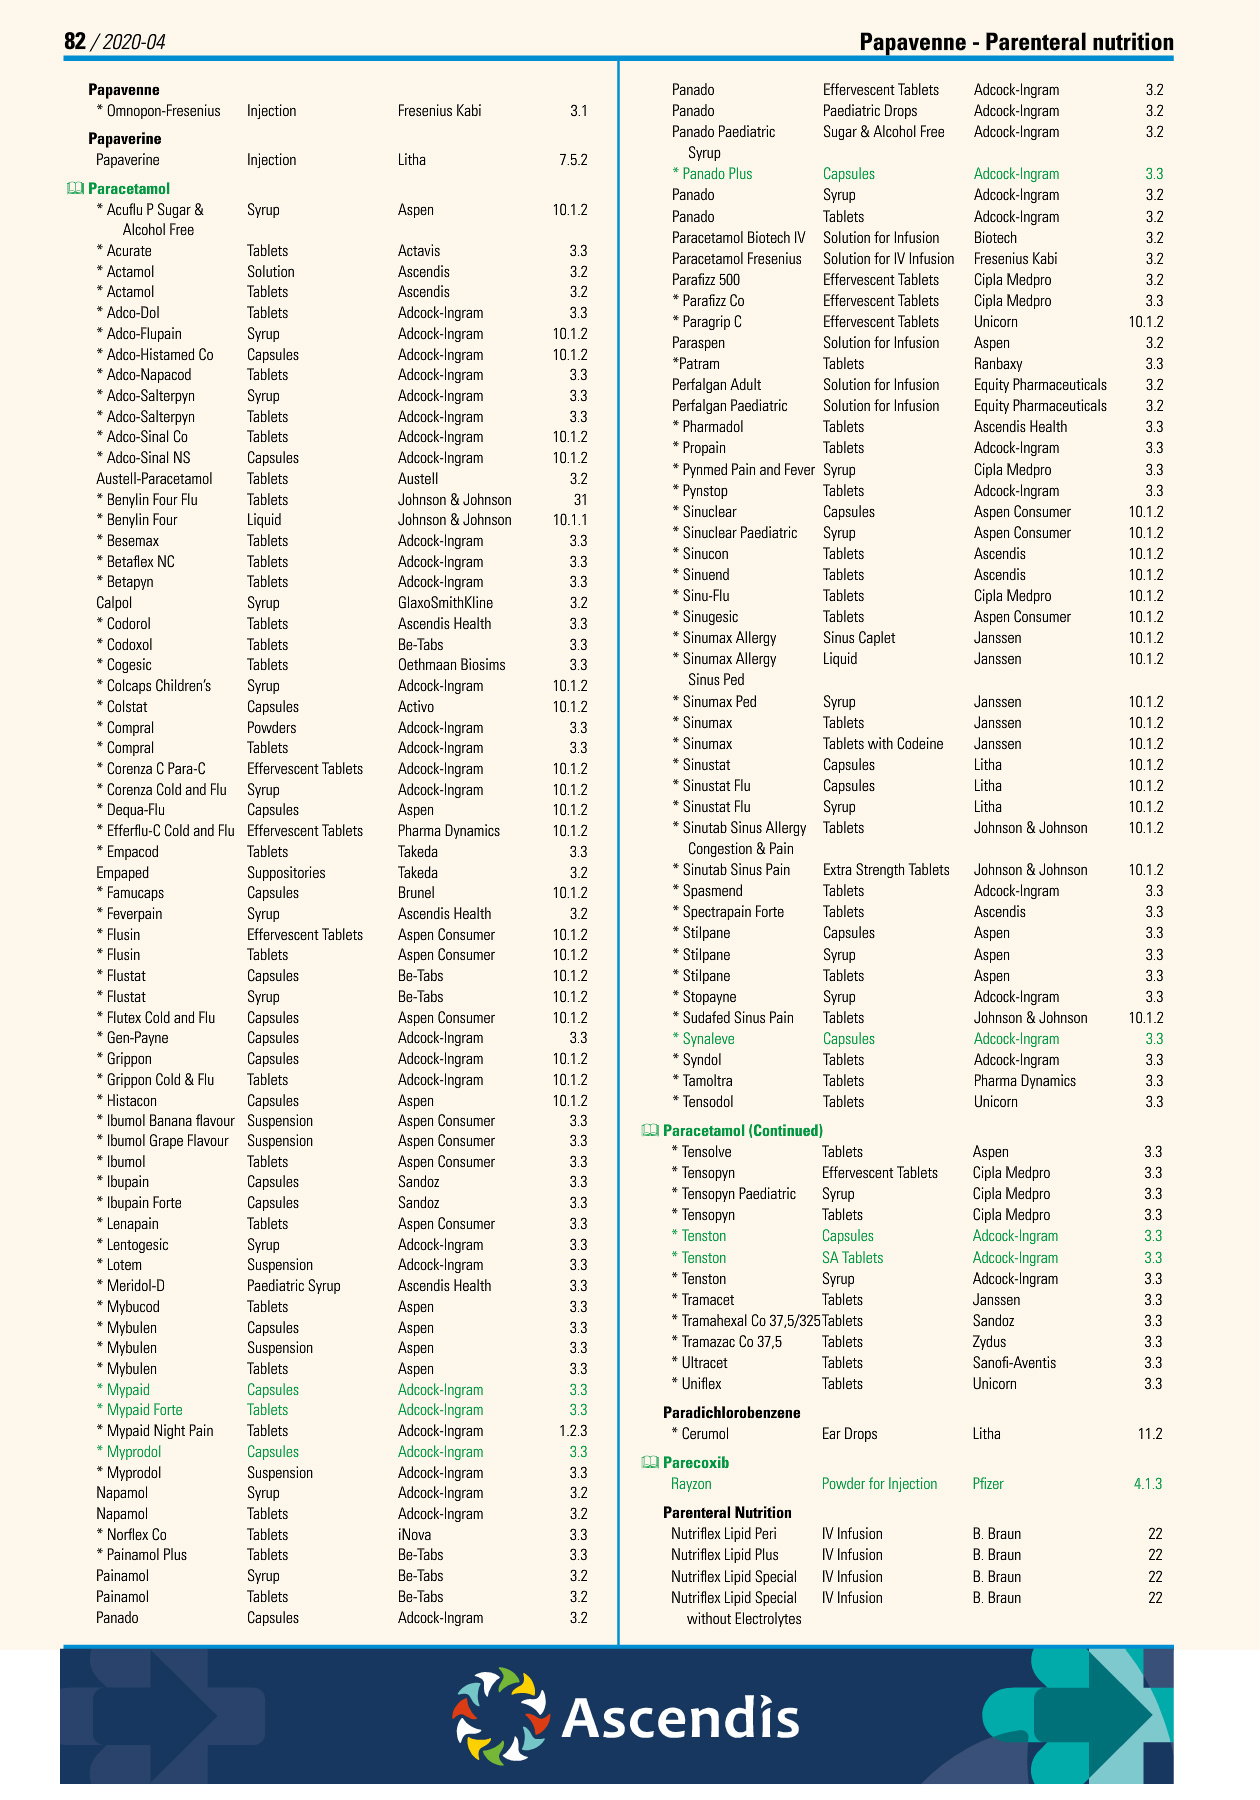 82 / 2020-04
Papavenne - Parenteral nutrition
Papavenne
* Omnopon-Fresenius Injection Fresenius Kabi 3.1
Papaverine
Papaverine Injection Litha 7.5.2
Paracetamol
* Acuflu P Sugar & Syrup Aspen 10.1.2
Alcohol Free
* Acurate Tablets Actavis 3.3
* Actamol Solution Ascendis 3.2
* Actamol Tablets Ascendis 3.2
* Adco-Dol Tablets Adcock-Ingram 3.3
* Adco-Flupain Syrup Adcock-Ingram 10.1.2
* Adco-Histamed Co Capsules Adcock-Ingram 10.1.2
* Adco-Napacod Tablets Adcock-Ingram 3.3
* Adco-Salterpyn Syrup Adcock-Ingram 3.3
* Adco-Salterpyn Tablets Adcock-Ingram 3.3
* Adco-Sinal Co Tablets Adcock-Ingram 10.1.2
* Adco-Sinal NS Capsules Adcock-Ingram 10.1.2
Austell-Paracetamol Tablets Austell 3.2
* Benylin Four Flu Tablets Johnson & Johnson 31
* Benylin Four Liquid Johnson & Johnson 10.1.1
* Besemax Tablets Adcock-Ingram 3.3
* Betaflex NC Tablets Adcock-Ingram 3.3
* Betapyn Tablets Adcock-Ingram 3.3
Calpol Syrup GlaxoSmithKline 3.2
* Codorol Tablets Ascendis Health 3.3
* Codoxol Tablets Be-Tabs 3.3
* Cogesic Tablets Oethmaan Biosims 3.3
* Colcaps Children's Syrup Adcock-Ingram 10.1.2
* Colstat Capsules Activo 10.1.2
* Compral Powders Adcock-Ingram 3.3
* Compral Tablets Adcock-Ingram 3.3
* Corenza C Para-C Effervescent Tablets Adcock-Ingram 10.1.2
* Corenza Cold and Flu Syrup Adcock-Ingram 10.1.2
* Dequa-Flu Capsules Aspen 10.1.2
* Efferflu-C Cold and Flu Effervescent Tablets Pharma Dynamics 10.1.2
* Empacod Tablets Takeda 3.3
Empaped Suppositories Takeda 3.2
* Famucaps Capsules Brunel 10.1.2
* Feverpain Syrup Ascendis Health 3.2
* Flusin Effervescent Tablets Aspen Consumer 10.1.2
* Flusin Tablets Aspen Consumer 10.1.2
* Flustat Capsules Be-Tabs 10.1.2
* Flustat Syrup Be-Tabs 10.1.2
* Flutex Cold and Flu Capsules Aspen Consumer 10.1.2
* Gen-Payne Capsules Adcock-Ingram 3.3
* Grippon Capsules Adcock-Ingram 10.1.2
* Grippon Cold & Flu Tablets Adcock-Ingram 10.1.2
* Histacon Capsules Aspen 10.1.2
* Ibumol Banana flavour Suspension Aspen Consumer 3.3
* Ibumol Grape Flavour Suspension Aspen Consumer 3.3
* Ibumol Tablets Aspen Consumer 3.3
* Ibupain Capsules Sandoz 3.3
* Ibupain Forte Capsules Sandoz 3.3
* Lenapain Tablets Aspen Consumer 3.3
* Lentogesic Syrup Adcock-Ingram 3.3
* Lotem Suspension Adcock-Ingram 3.3
* Meridol-D Paediatric Syrup Ascendis Health 3.3
* Mybucod Tablets Aspen 3.3
* Mybulen Capsules Aspen 3.3
* Mybulen Suspension Aspen 3.3
* Mybulen Tablets Aspen 3.3
* Mypaid Capsules Adcock-Ingram 3.3
* Mypaid Forte Tablets Adcock-Ingram 3.3
* Mypaid Night Pain Tablets Adcock-Ingram 1.2.3
* Myprodol Capsules Adcock-Ingram 3.3
* Myprodol Suspension Adcock-Ingram 3.3
Napamol Syrup Adcock-Ingram 3.2
Napamol Tablets Adcock-Ingram 3.2
* Norflex Co Tablets iNova 3.3
* Painamol Plus Tablets Be-Tabs 3.3
Painamol Syrup Be-Tabs 3.2
Painamol Tablets Be-Tabs 3.2
Panado Capsules Adcock-Ingram 3.2
Panado Effervescent Tablets Adcock-Ingram 3.2
Panado Paediatric Drops Adcock-Ingram 3.2
Panado Paediatric Sugar & Alcohol Free Adcock-Ingram 3.2
Syrup
* Panado Plus Capsules Adcock-Ingram 3.3
Panado Syrup Adcock-Ingram 3.2
Panado Tablets Adcock-Ingram 3.2
Paracetamol Biotech IV Solution for Infusion Biotech 3.2
Paracetamol Fresenius Solution for IV Infusion Fresenius Kabi 3.2
Parafizz 500 Effervescent Tablets Cipla Medpro 3.2
* Parafizz Co Effervescent Tablets Cipla Medpro 3.3
* Paragrip C Effervescent Tablets Unicorn 10.1.2
Paraspen Solution for Infusion Aspen 3.2
*Patram Tablets Ranbaxy 3.3
Perfalgan Adult Solution for Infusion Equity Pharmaceuticals 3.2
Perfalgan Paediatric Solution for Infusion Equity Pharmaceuticals 3.2
* Pharmadol Tablets Ascendis Health 3.3
* Propain Tablets Adcock-Ingram 3.3
* Pynmed Pain and Fever Syrup Cipla Medpro 3.3
* Pynstop Tablets Adcock-Ingram 3.3
* Sinuclear Capsules Aspen Consumer 10.1.2
* Sinuclear Paediatric Syrup Aspen Consumer 10.1.2
* Sinucon Tablets Ascendis 10.1.2
* Sinuend Tablets Ascendis 10.1.2
* Sinu-Flu Tablets Cipla Medpro 10.1.2
* Sinugesic Tablets Aspen Consumer 10.1.2
* Sinumax Allergy Sinus Caplet Janssen 10.1.2
* Sinumax Allergy Liquid Janssen 10.1.2
Sinus Ped
* Sinumax Ped Syrup Janssen 10.1.2
* Sinumax Tablets Janssen 10.1.2
* Sinumax Tablets with Codeine Janssen 10.1.2
* Sinustat Capsules Litha 10.1.2
* Sinustat Flu Capsules Litha 10.1.2
* Sinustat Flu Syrup Litha 10.1.2
* Sinutab Sinus Allergy Tablets Johnson & Johnson 10.1.2
Congestion & Pain
* Sinutab Sinus Pain Extra Strength Tablets Johnson & Johnson 10.1.2
* Spasmend Tablets Adcock-Ingram 3.3
* Spectrapain Forte Tablets Ascendis 3.3
* Stilpane Capsules Aspen 3.3
* Stilpane Syrup Aspen 3.3
* Stilpane Tablets Aspen 3.3
* Stopayne Syrup Adcock-Ingram 3.3
* Sudafed Sinus Pain Tablets Johnson & Johnson 10.1.2
* Synaleve Capsules Adcock-Ingram 3.3
* Syndol Tablets Adcock-Ingram 3.3
* Tamoltra Tablets Pharma Dynamics 3.3
* Tensodol Tablets Unicorn 3.3
Paracetamol (Continued)
* Tensolve Tablets Aspen 3.3
* Tensopyn Effervescent Tablets Cipla Medpro 3.3
* Tensopyn Paediatric Syrup Cipla Medpro 3.3
* Tensopyn Tablets Cipla Medpro 3.3
* Tenston Capsules Adcock-Ingram 3.3
* Tenston SA Tablets Adcock-Ingram 3.3
* Tenston Syrup Adcock-Ingram 3.3
* Tramacet Tablets Janssen 3.3
* Tramahexal Co 37,5/325 Tablets Sandoz 3.3
* Tramazac Co 37,5 Tablets Zydus 3.3
* Ultracet Tablets Sanofi-Aventis 3.3
* Uniflex Tablets Unicorn 3.3
Paradichlorobenzene
* Cerumol Ear Drops Litha 11.2
Parecoxib
Rayzon Powder for Injection Pfizer 4.1.3
Parenteral Nutrition
Nutriflex Lipid Peri IV Infusion B. Braun 22
Nutriflex Lipid Plus IV Infusion B. Braun 22
Nutriflex Lipid Special IV Infusion B. Braun 22
Nutriflex Lipid Special IV Infusion B. Braun 22
without Electrolytes
Ascendis